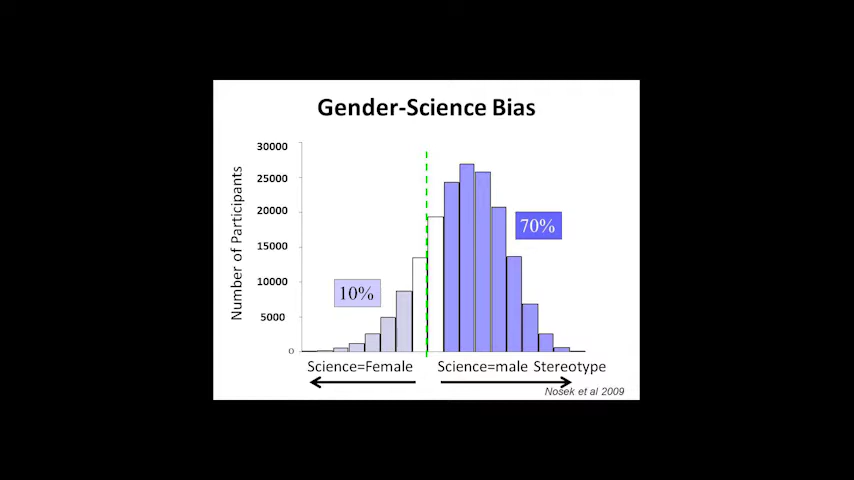 Gender-Science Bias
Number of Participants
30000
25000
20000
15000
10000
5000
0
10%
70%
Science=Female
Science=male Stereotype
Nosek et al 2009